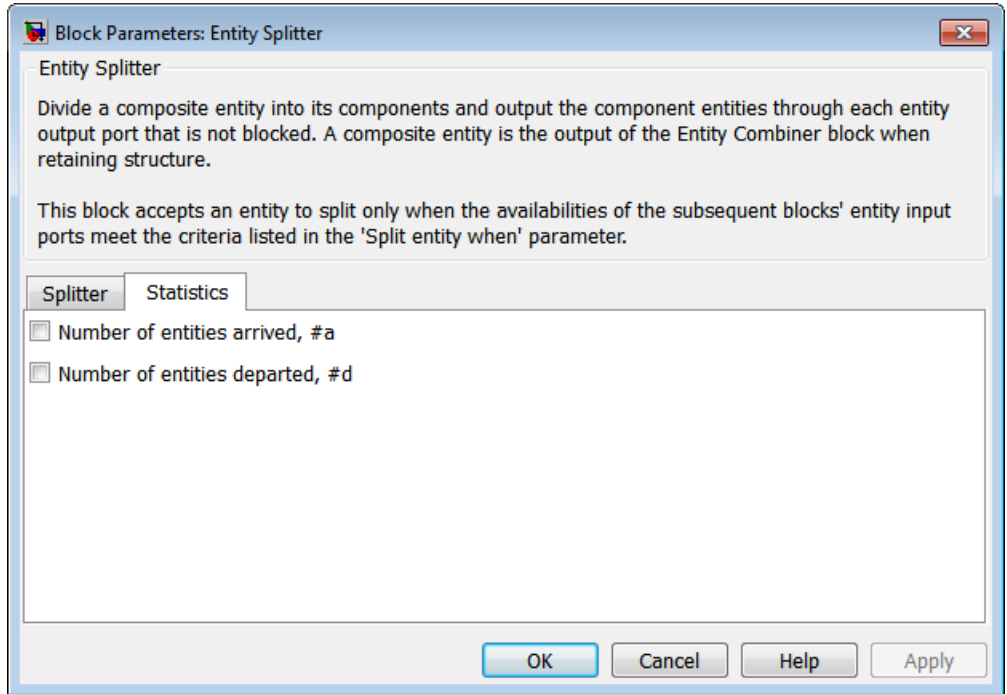 Block Parameters: Entity Splitter
Entity Splitter
Divide a composite entity into its components and output the component entities through each entity
output port that is not blocked. A composite entity is the output of the Entity Combiner block when
retaining structure.
This block accepts an entity to split only when the availabilities of the subsequent blocks' entity input
ports meet the criteria listed in the 'Split entity when' parameter.
Splitter Statistics
Number of entities arrived, #a
Number of entities departed, #d
OK Cancel Help Apply